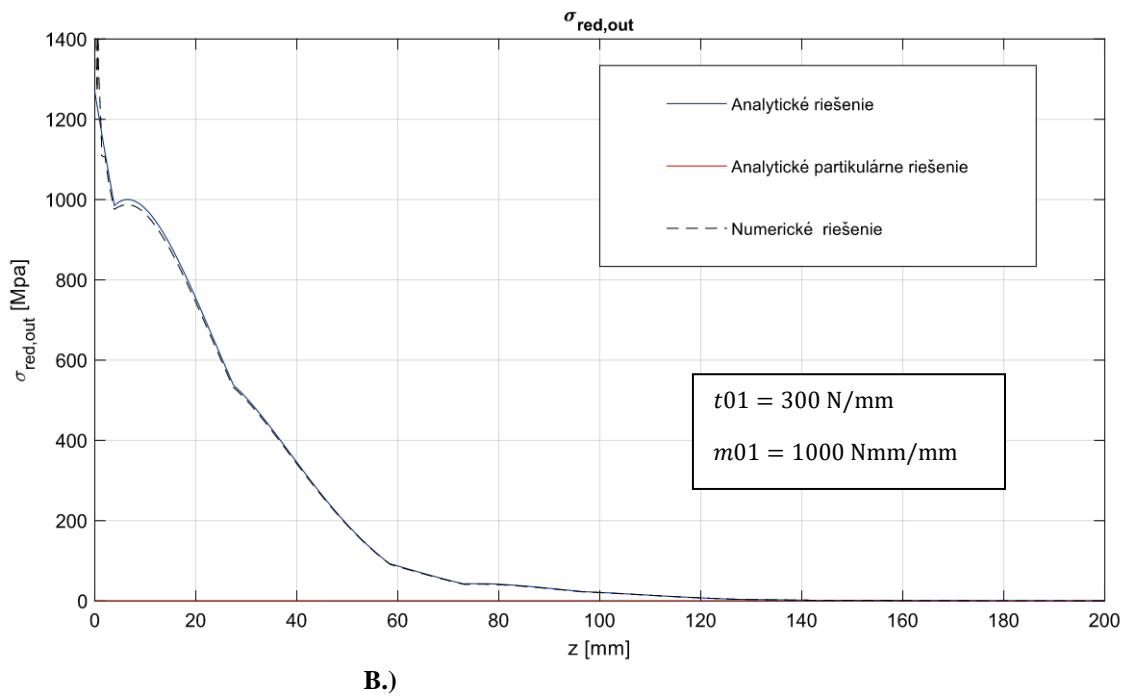 σred,out
1400
1200
1000
800
600
400
200
0
σred,out [Mpa]
Analytické riešenie
Analytické partikulárne riešenie
Numerické riešenie
t01 = 300 N/mm
m01 = 1000 Nmm/mm
0 20 40 60 80 100 120 140 160 180 200
z [mm]
B.)